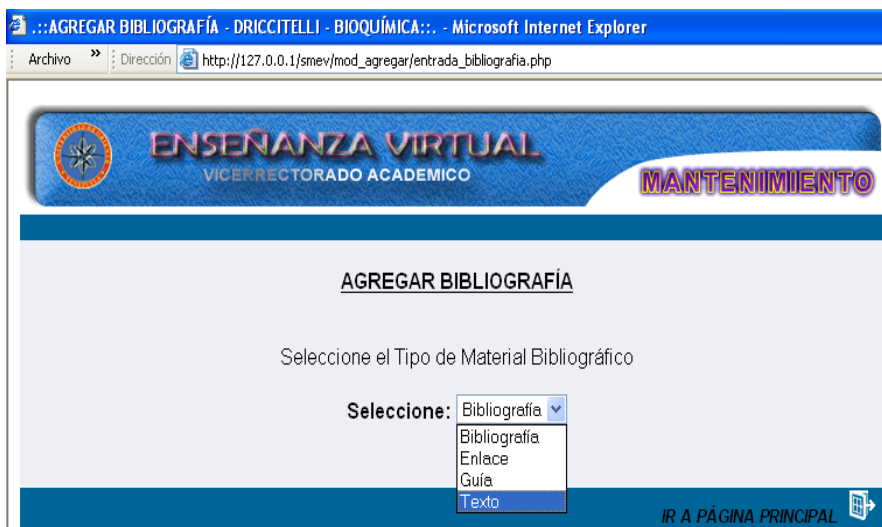 .::AGREGAR BIBLIOGRAFÍA - DRICCITELLI - BIOQUÍMICA::. - Microsoft Internet Explorer
Archivo » Dirección http://127.0.0.1/smev/mod_agregar/entrada_bibliografia.php
ENSEÑANZA VIRTUAL
VICERRECTORADO ACADEMICO
MANTENIMIENTO
AGREGAR BIBLIOGRAFÍA
Seleccione el Tipo de Material Bibliográfico
Seleccione: Bibliografía
Bibliografía
Enlace
Guía
Texto
IR A PÁGINA PRINCIPAL